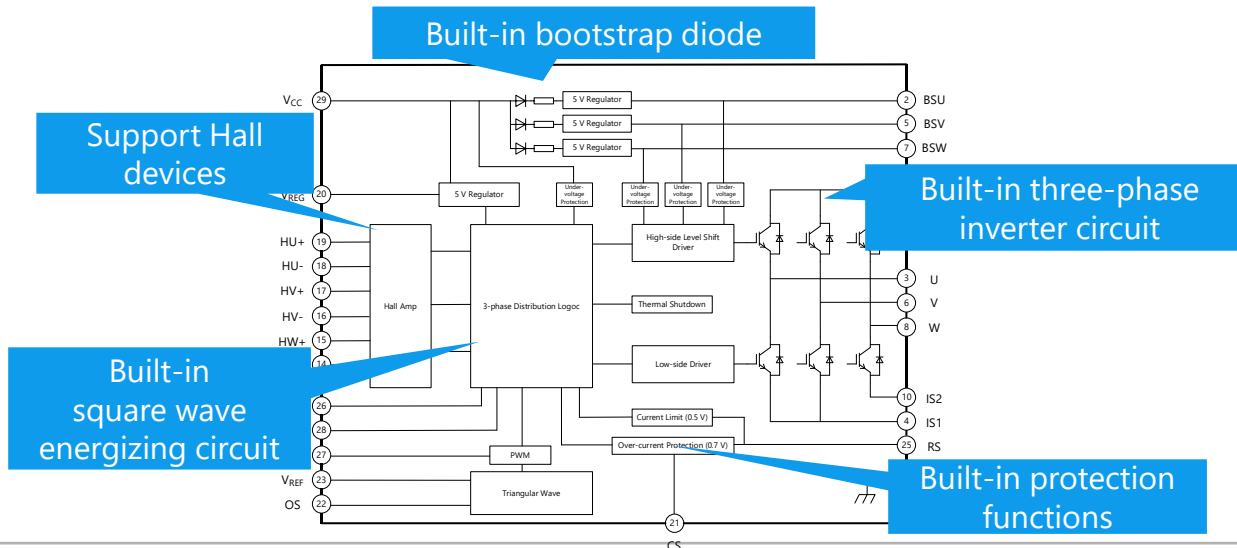 Built-in bootstrap diode
VCC 29
5 V Regulator
2 BSU
5 V Regulator
5 BSV
5 V Regulator
7 BSW
Support Hall
devices
VREG 20
5 V Regulator
Under-
voltage
Protection
Under-
voltage
Protection
Under-
voltage
Protection
Under-
voltage
Protection
Built-in three-phase
inverter circuit
HU+ 19
HU- 18
HV+ 17
HV- 16
HW+ 15
14
Hall Amp
3-phase Distribution Logoc
High-side Level Shift
Driver
Thermal Shutdown
Low-side Driver
3 U
6 V
8 W
Built-in
square wave
energizing circuit
26
28
27
VREF 23
OS 22
PWM
Triangular Wave
Current Limit (0.5 V)
Over-current Protection (0.7 V)
10 IS2
4 IS1
25 RS
Built-in protection
functions
21
CS